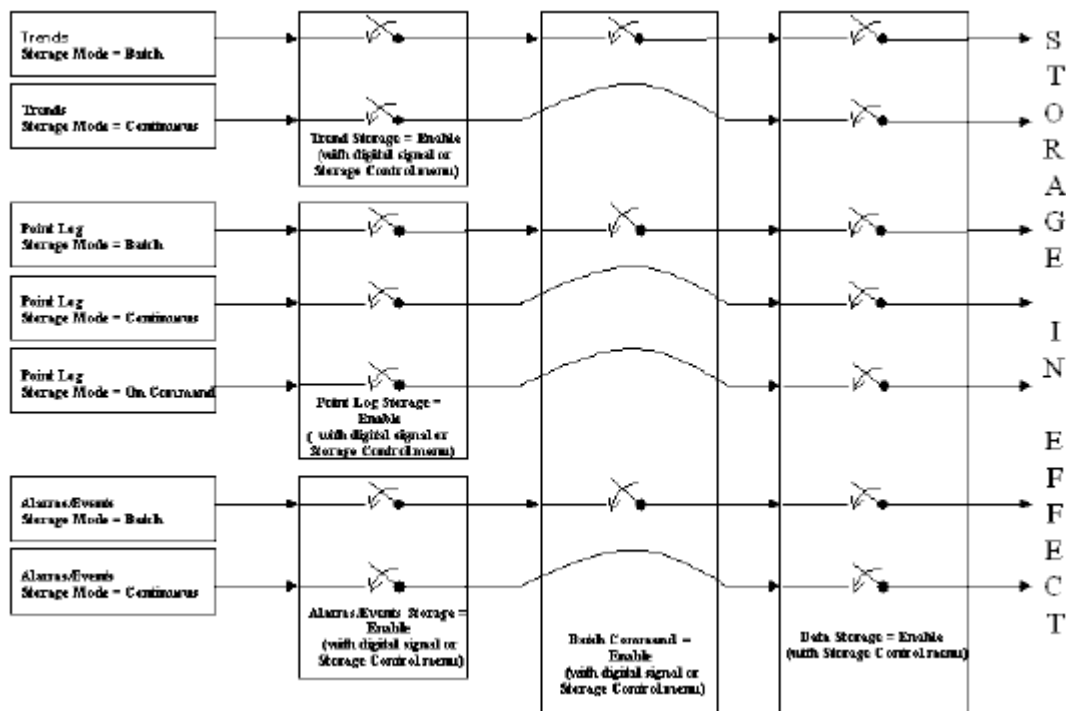 Trends
Storage Mode = Batch
Trends
Storage Mode = Continuous
Trend Storage = Enable
(with digital signal or
Storage Control menu)
Point Log
Storage Mode = Batch
Point Log
Storage Mode = Continuous
Point Log
Storage Mode = On Command
Point Log Storage =
Enable
( with digital signal or
Storage Control menu)
Alarms/Events
Storage Mode = Batch
Alarms/Events
Storage Mode = Continuous
Alarms/Events Storage =
Enable
(with digital signal or
Storage Control menu)
Batch Command =
Enable
(with digital signal or
Storage Control menu)
Data Storage = Enable
(with Storage Control menu)
STORAGE IN EFFECT